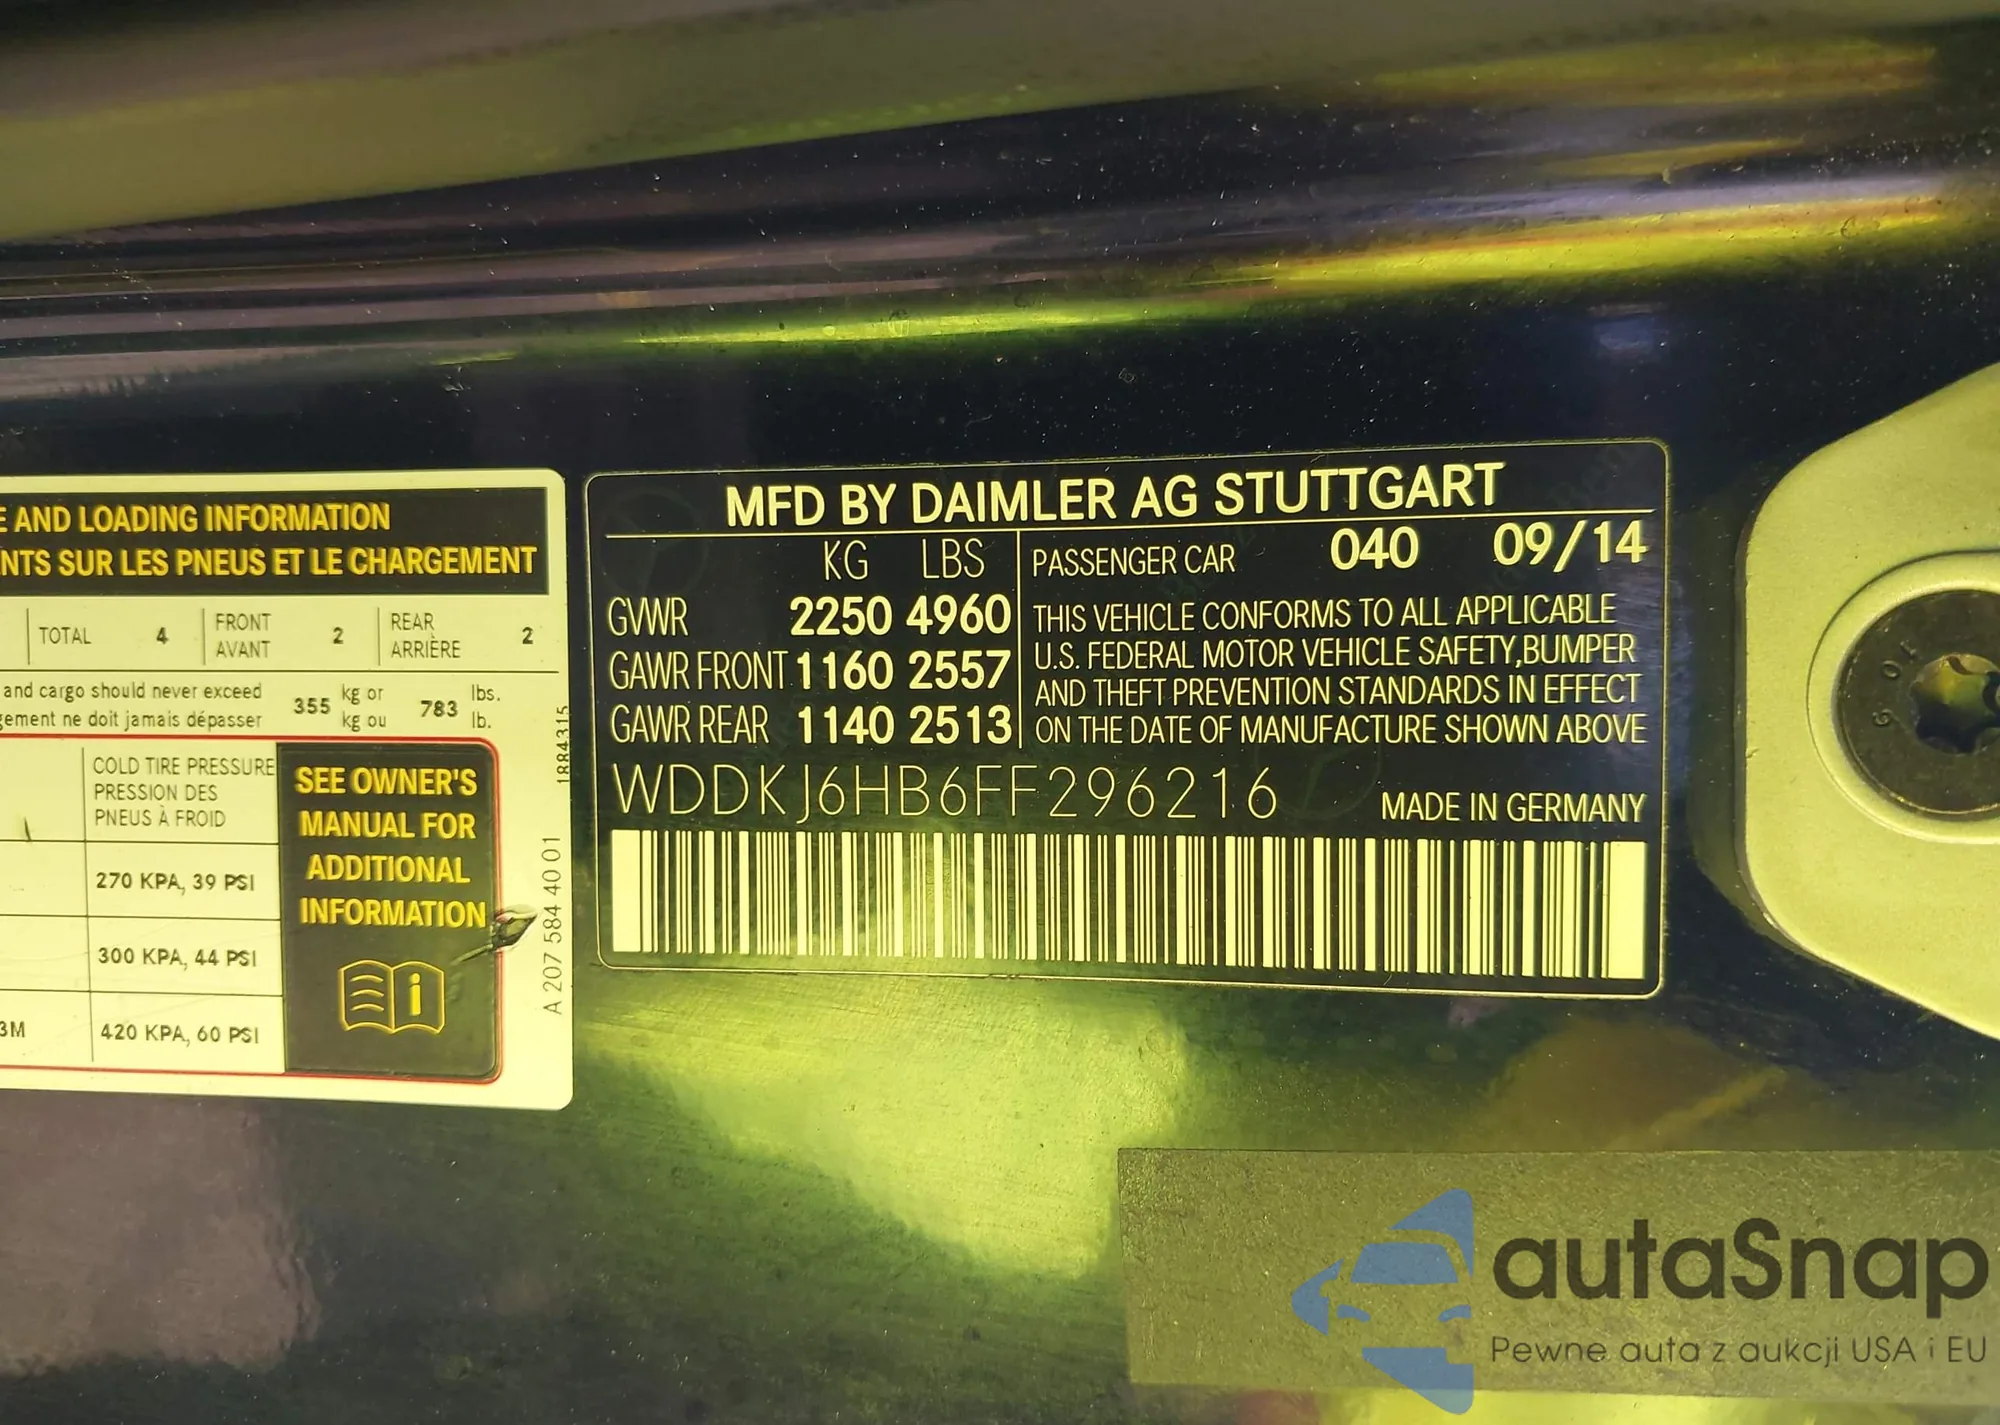 E AND LOADING INFORMATION
NTS SUR LES PNEUS ET LE CHARGEMENT
TOTAL 4 FRONT AVANT 2 REAR ARRIÈRE 2
and cargo should never exceed 355 kg or 783 lbs.
gement ne doit jamais dépasser kg ou lb.
COLD TIRE PRESSURE
PRESSION DES
PNEUS À FROID
270 KPA, 39 PSI
300 KPA, 44 PSI
3M 420 KPA, 60 PSI
SEE OWNER'S
MANUAL FOR
ADDITIONAL
INFORMATION
i
A 207 584 40 01 1884315
MFD BY DAIMLER AG STUTTGART
KG LBS
GVWR 2250 4960
GAWR FRONT 1160 2557
GAWR REAR 1140 2513
PASSENGER CAR 040 09/14
THIS VEHICLE CONFORMS TO ALL APPLICABLE
U.S. FEDERAL MOTOR VEHICLE SAFETY,BUMPER
AND THEFT PREVENTION STANDARDS IN EFFECT
ON THE DATE OF MANUFACTURE SHOWN ABOVE
WDDKJ6HB6FF296216 MADE IN GERMANY
autaSnap
Pewne auta z aukcji USA i EU